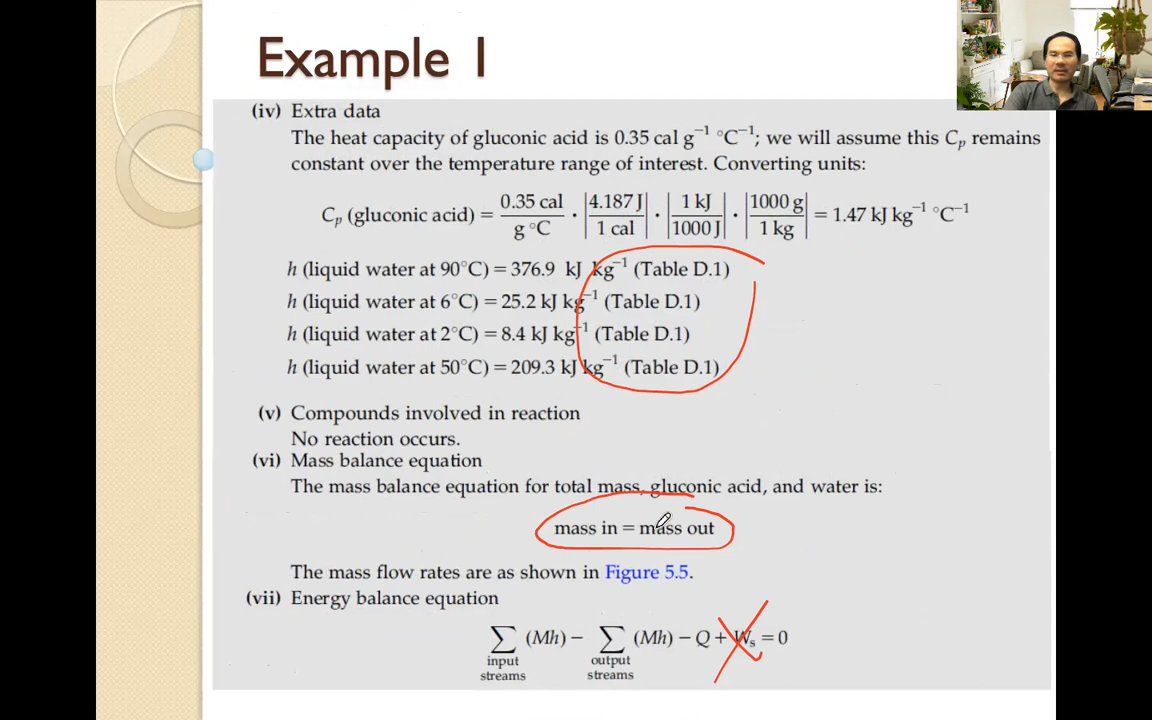 Example 1
(iv) Extra data
The heat capacity of gluconic acid is 0.35 cal g⁻¹ °C⁻¹; we will assume this Cₚ remains
constant over the temperature range of interest. Converting units:
Cₚ (gluconic acid) = 0.35 cal / g °C · |4.187 J / 1 cal| · |1 kJ / 1000 J| · |1000 g / 1 kg| = 1.47 kJ kg⁻¹ °C⁻¹
h (liquid water at 90°C) = 376.9 kJ kg⁻¹ (Table D.1)
h (liquid water at 6°C) = 25.2 kJ kg⁻¹ (Table D.1)
h (liquid water at 2°C) = 8.4 kJ kg⁻¹ (Table D.1)
h (liquid water at 50°C) = 209.3 kJ kg⁻¹ (Table D.1)
(v) Compounds involved in reaction
No reaction occurs.
(vi) Mass balance equation
The mass balance equation for total mass, gluconic acid, and water is:
mass in = mass out
The mass flow rates are as shown in Figure 5.5.
(vii) Energy balance equation
∑ (Mh) − ∑ (Mh) − Q + Wₛ = 0
input output
streams streams